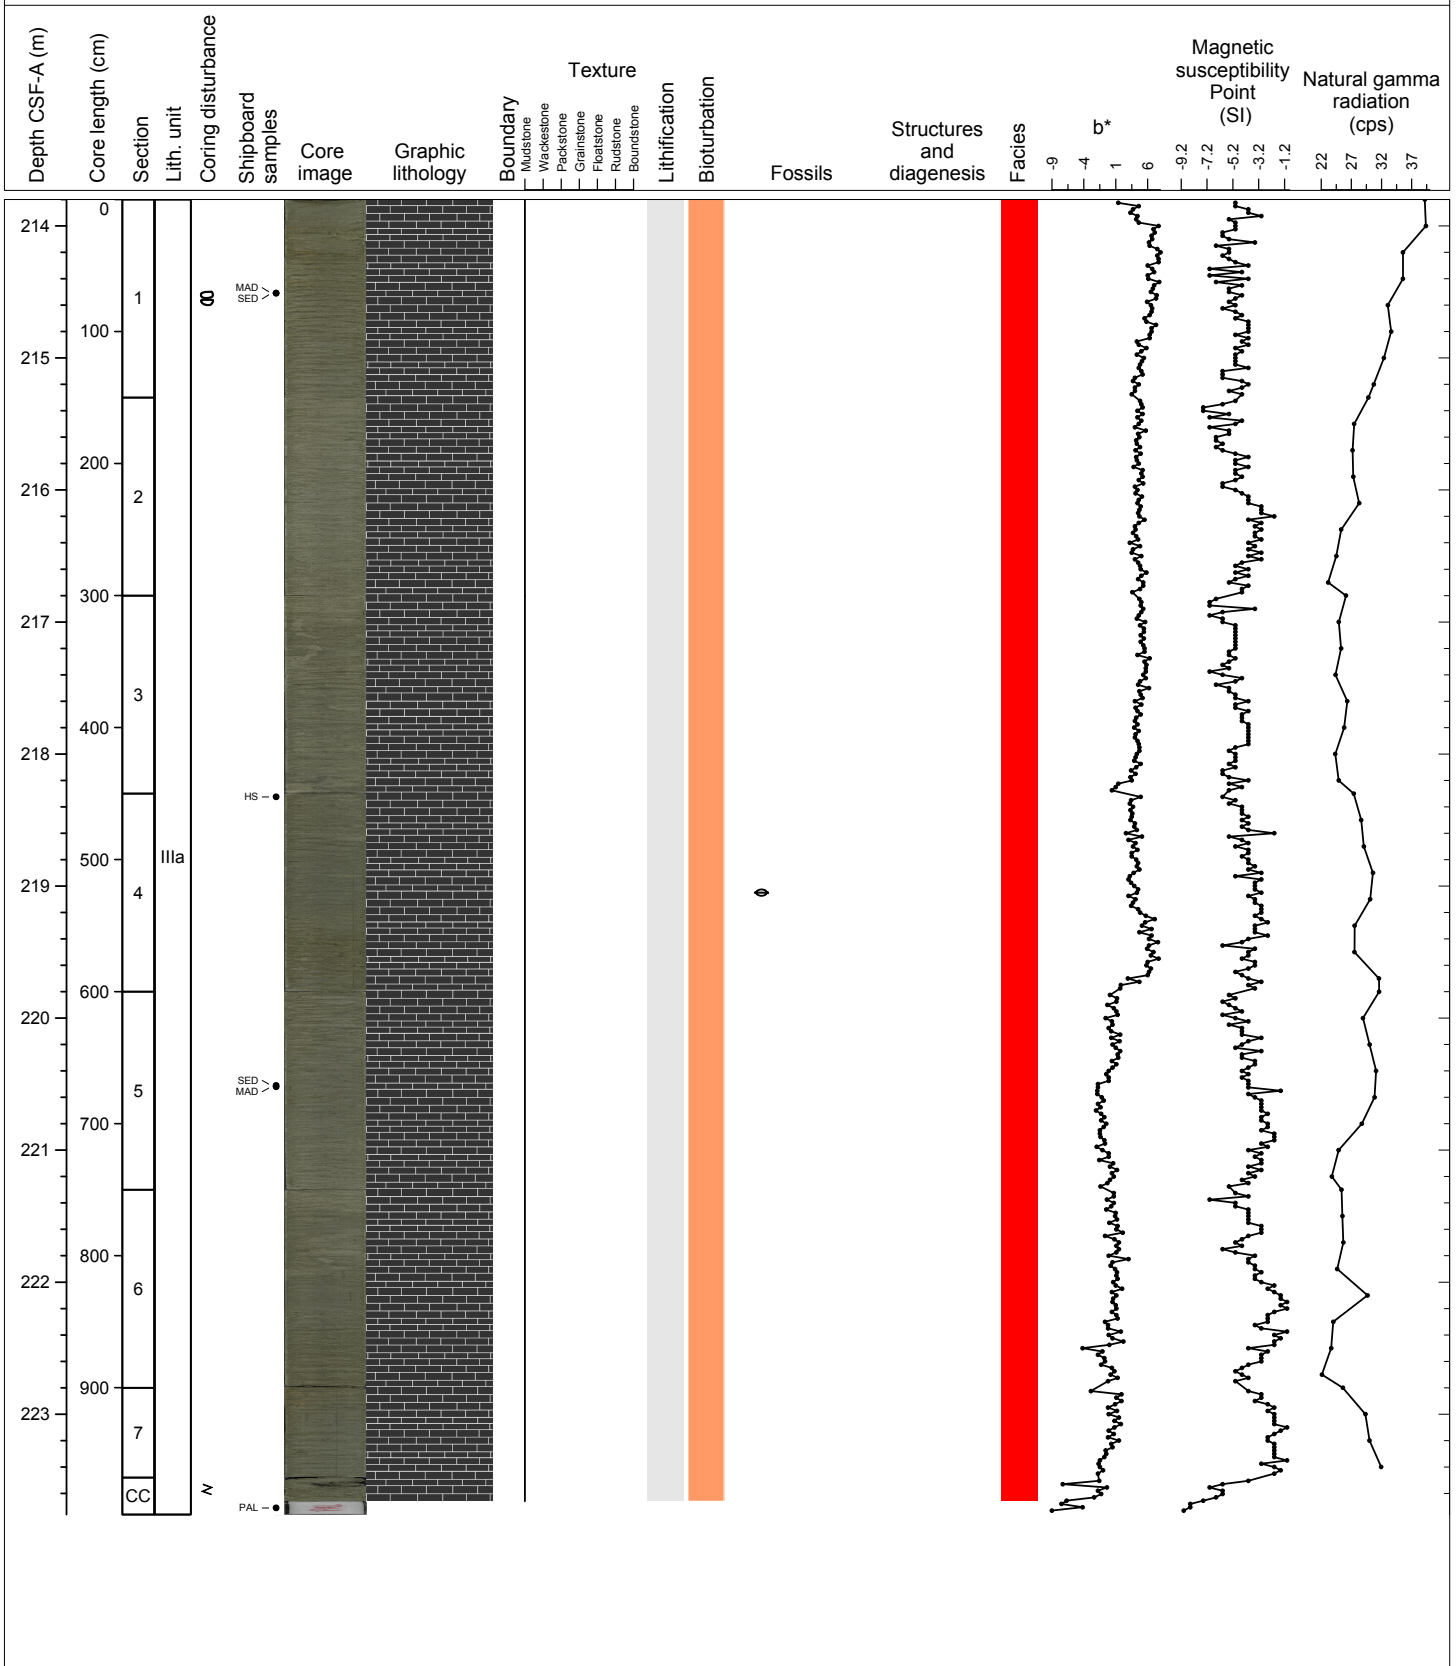 Depth CSF-A (m)
Core length (cm)
Section
Lith. unit
Coring disturbance
Shipboard
samples
Core
image
Graphic
lithology
Boundary
Texture
Mudstone
Wackestone
Packstone
Grainstone
Floatstone
Rudstone
Boundstone
Lithification
Bioturbation
Fossils
Structures
and
diagenesis
Facies
b*
-9 -4 1 6
Magnetic
susceptibility
Point
(SI)
-9.2 -7.2 -5.2 -3.2 -1.2
Natural gamma
radiation
(cps)
22 27 32 37
0
214
MAD
SED
1
100
215
200
216
2
300
217
3
400
218
HS
500
IIIa
219
4
600
220
SED
MAD
5
700
221
800
222
6
900
223
7
CC
PAL